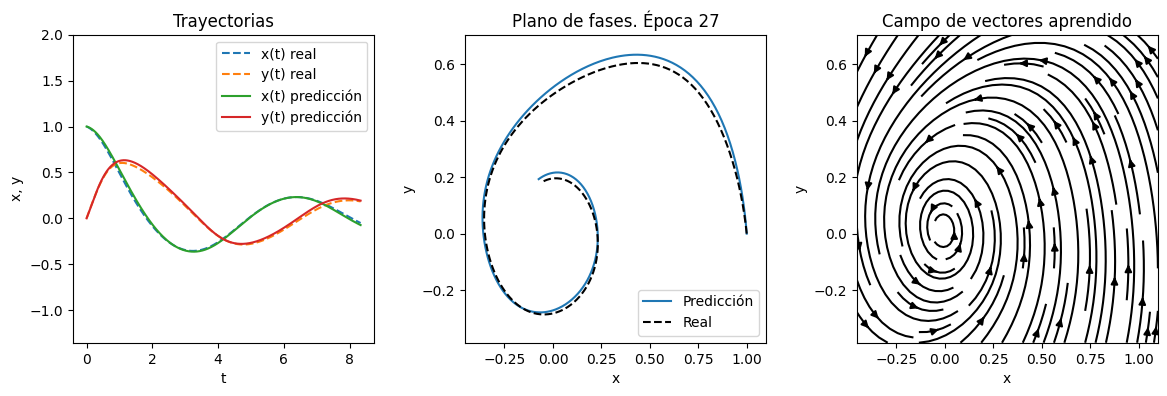 Trayectorias
2.0
1.5
1.0
0.5
0.0
−0.5
−1.0
0
2
4
6
8
t
x, y
x(t) real
y(t) real
x(t) predicción
y(t) predicción
Plano de fases. Época 27
0.6
0.4
0.2
0.0
−0.2
−0.25
0.00
0.25
0.50
0.75
1.00
x
y
Predicción
Real
Campo de vectores aprendido
0.6
0.4
0.2
0.0
−0.2
−0.25
0.00
0.25
0.50
0.75
1.00
x
y